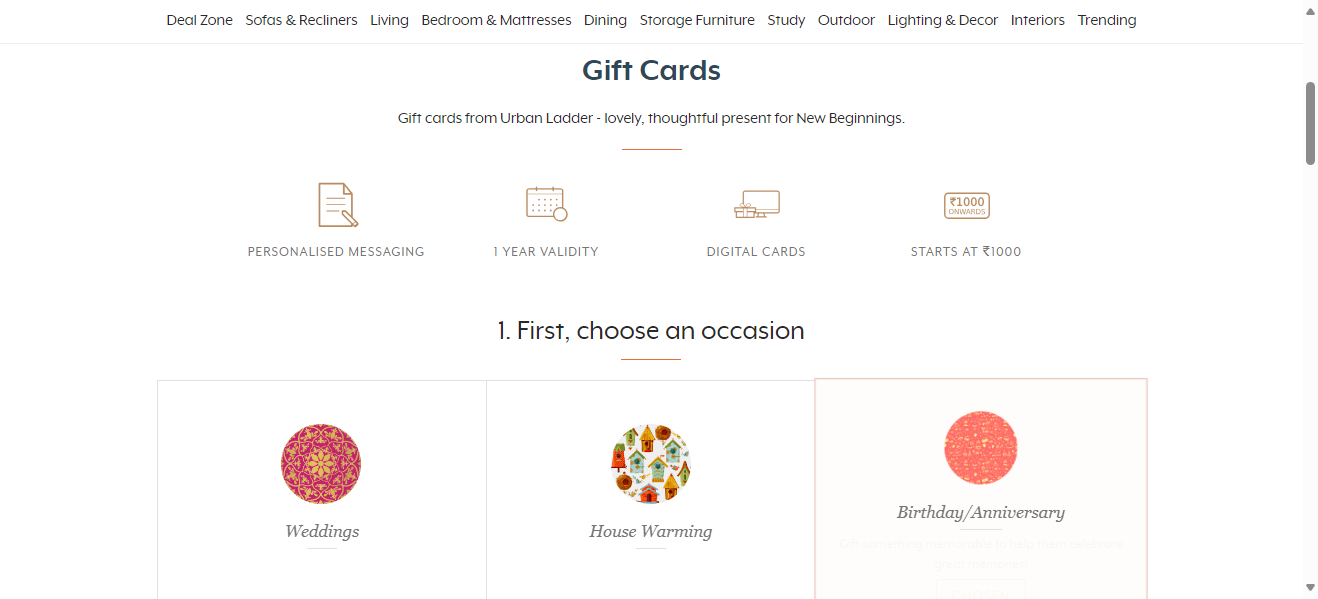 Deal Zone Sofas & Recliners Living Bedroom & Mattresses Dining Storage Furniture Study Outdoor Lighting & Decor Interiors Trending
Gift Cards
Gift cards from Urban Ladder - lovely, thoughtful present for New Beginnings.
₹1000
ONWARDS
PERSONALISED MESSAGING 1 YEAR VALIDITY DIGITAL CARDS STARTS AT ₹1000
1. First, choose an occasion
Weddings House Warming Birthday/Anniversary
Gift something memorable to help them celebrate
great memories!